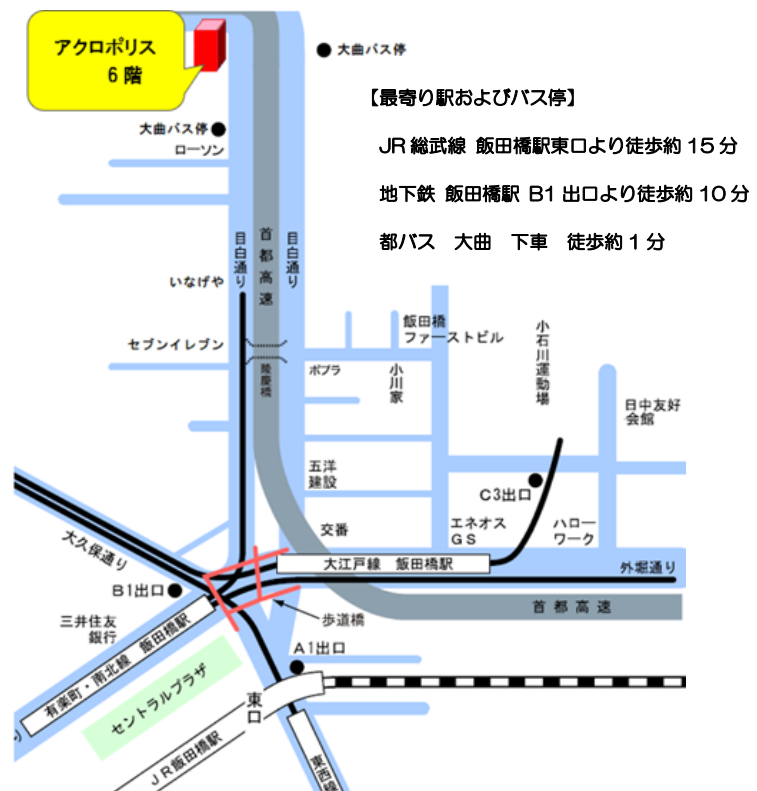 アクロポリス
6階
大曲バス停
【最寄り駅およびバス停】
大曲バス停
ローソン
JR総武線 飯田橋駅東口より徒歩約15分
地下鉄 飯田橋駅 B1出口より徒歩約10分
都バス 大曲 下車 徒歩約1分
目白通り
首都高速
目白通り
いなげや
飯田橋
ファーストビル
小石川運動場
セブンイレブン
隆慶橋
ポプラ
小川家
日中友好
会館
五洋
建設
C3出口
交番
エネオス
GS
ハロー
ワーク
大久保通り
大江戸線 飯田橋駅
外堀通り
B1出口
首都高速
歩道橋
三井住友
銀行
有楽町・南北線 飯田橋駅
A1出口
セントラルプラザ
東口
JR飯田橋駅
東西線
り